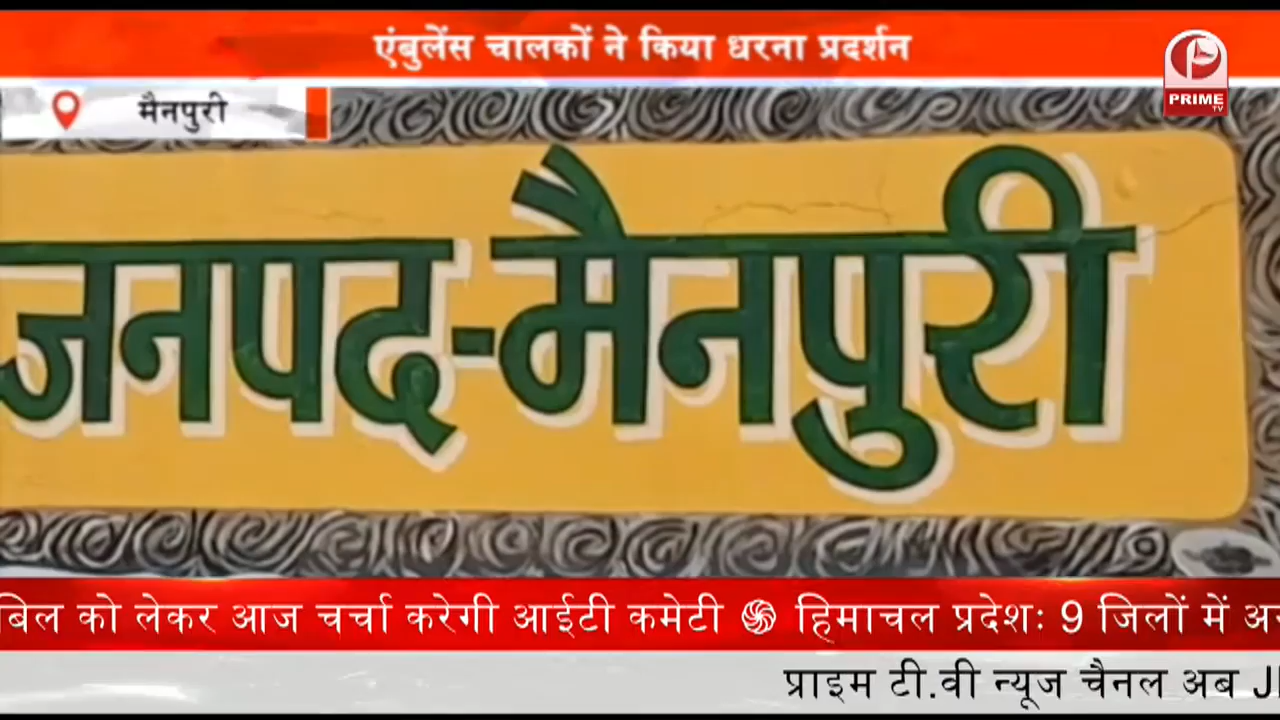 एंबुलेंस चालकों ने किया धरना प्रदर्शन
मैनपुरी
PRIME
TV
जनपद-मैनपुरी
बिल को लेकर आज चर्चा करेगी आईटी कमेटी हिमाचल प्रदेशः 9 जिलों में
प्राइम टी.वी न्यूज चैनल अब